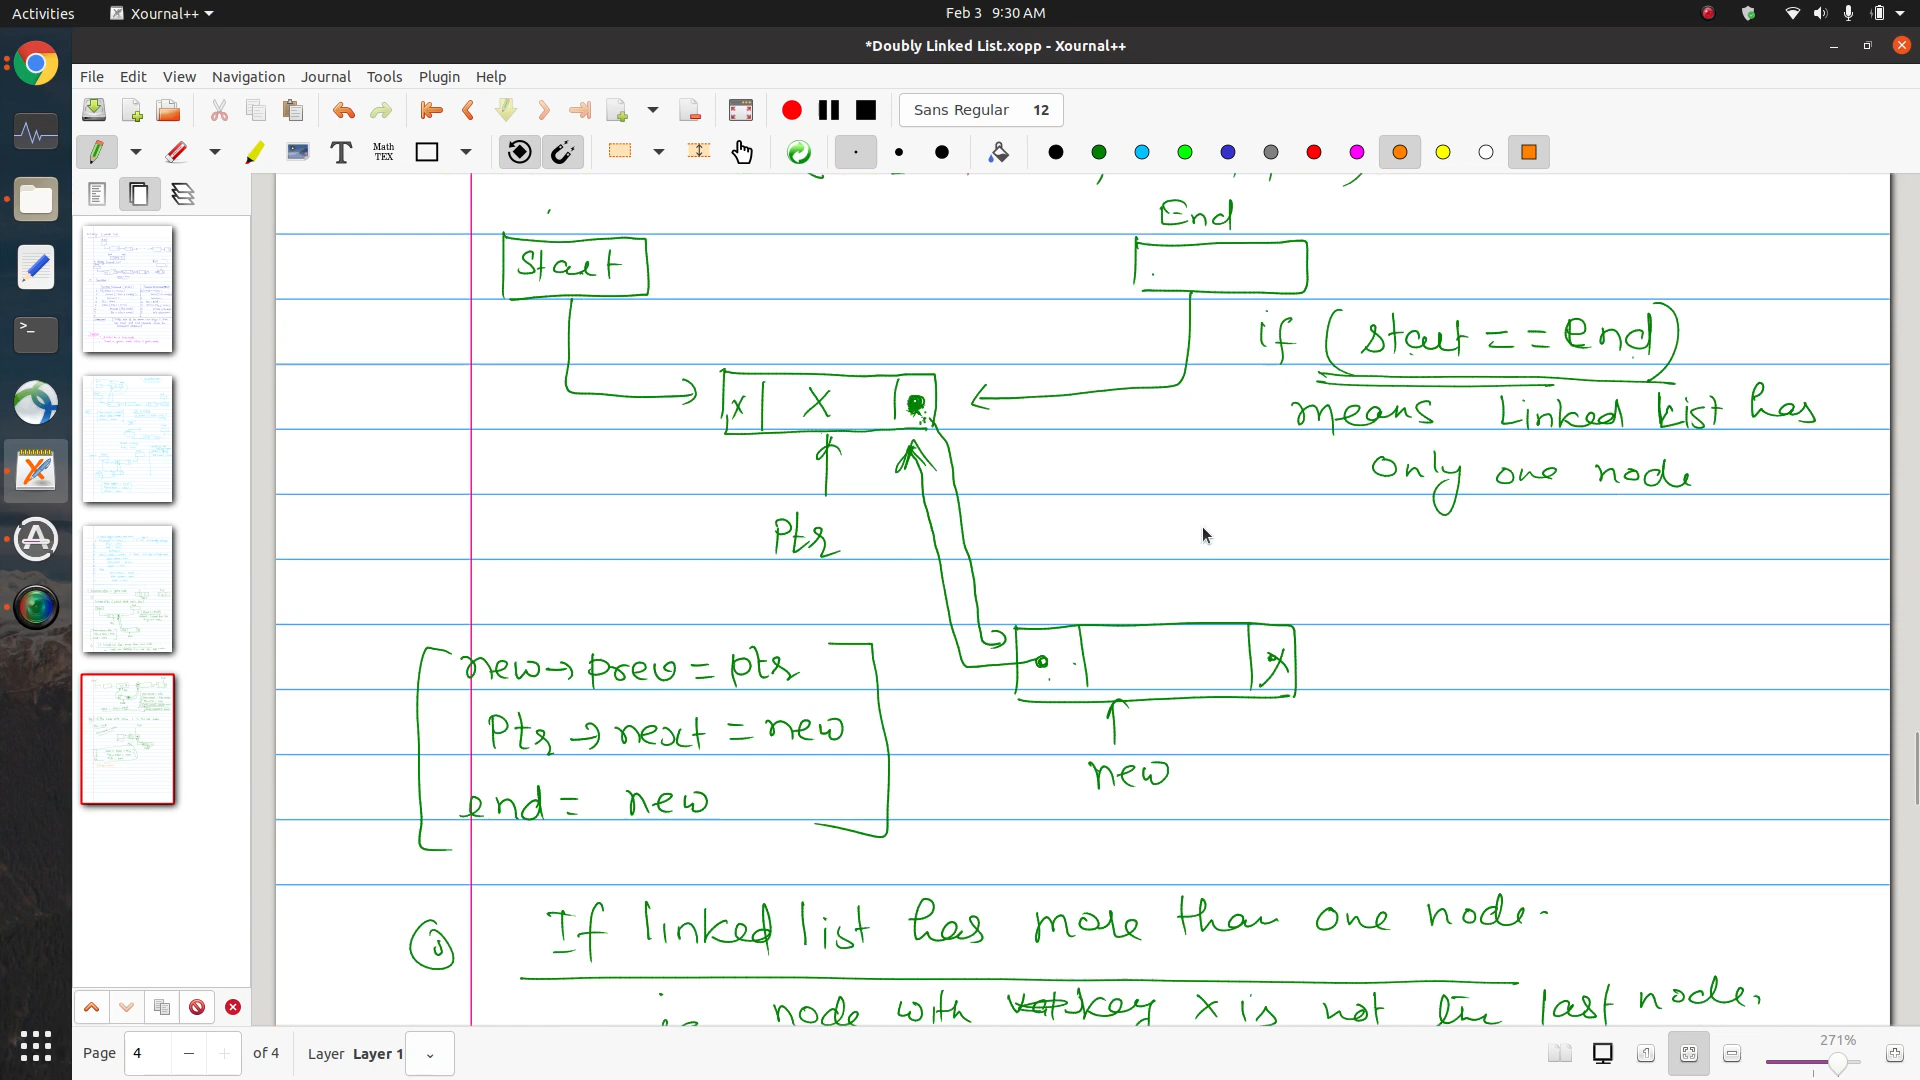 Activities
Xournal++
Feb 3 9:30 AM
*Doubly Linked List.xopp - Xournal++
File Edit View Navigation Journal Tools Plugin Help
Sans Regular 12
Math
TEX
End
Start
if (start == end)
means Linked List has
only one node
x X
Ptr
new→prev = ptr
Ptr → next = new
end = new
x
new
If linked list has more than one node.
node with key X is not the last node.
Page 4 of 4 Layer Layer 1
271%